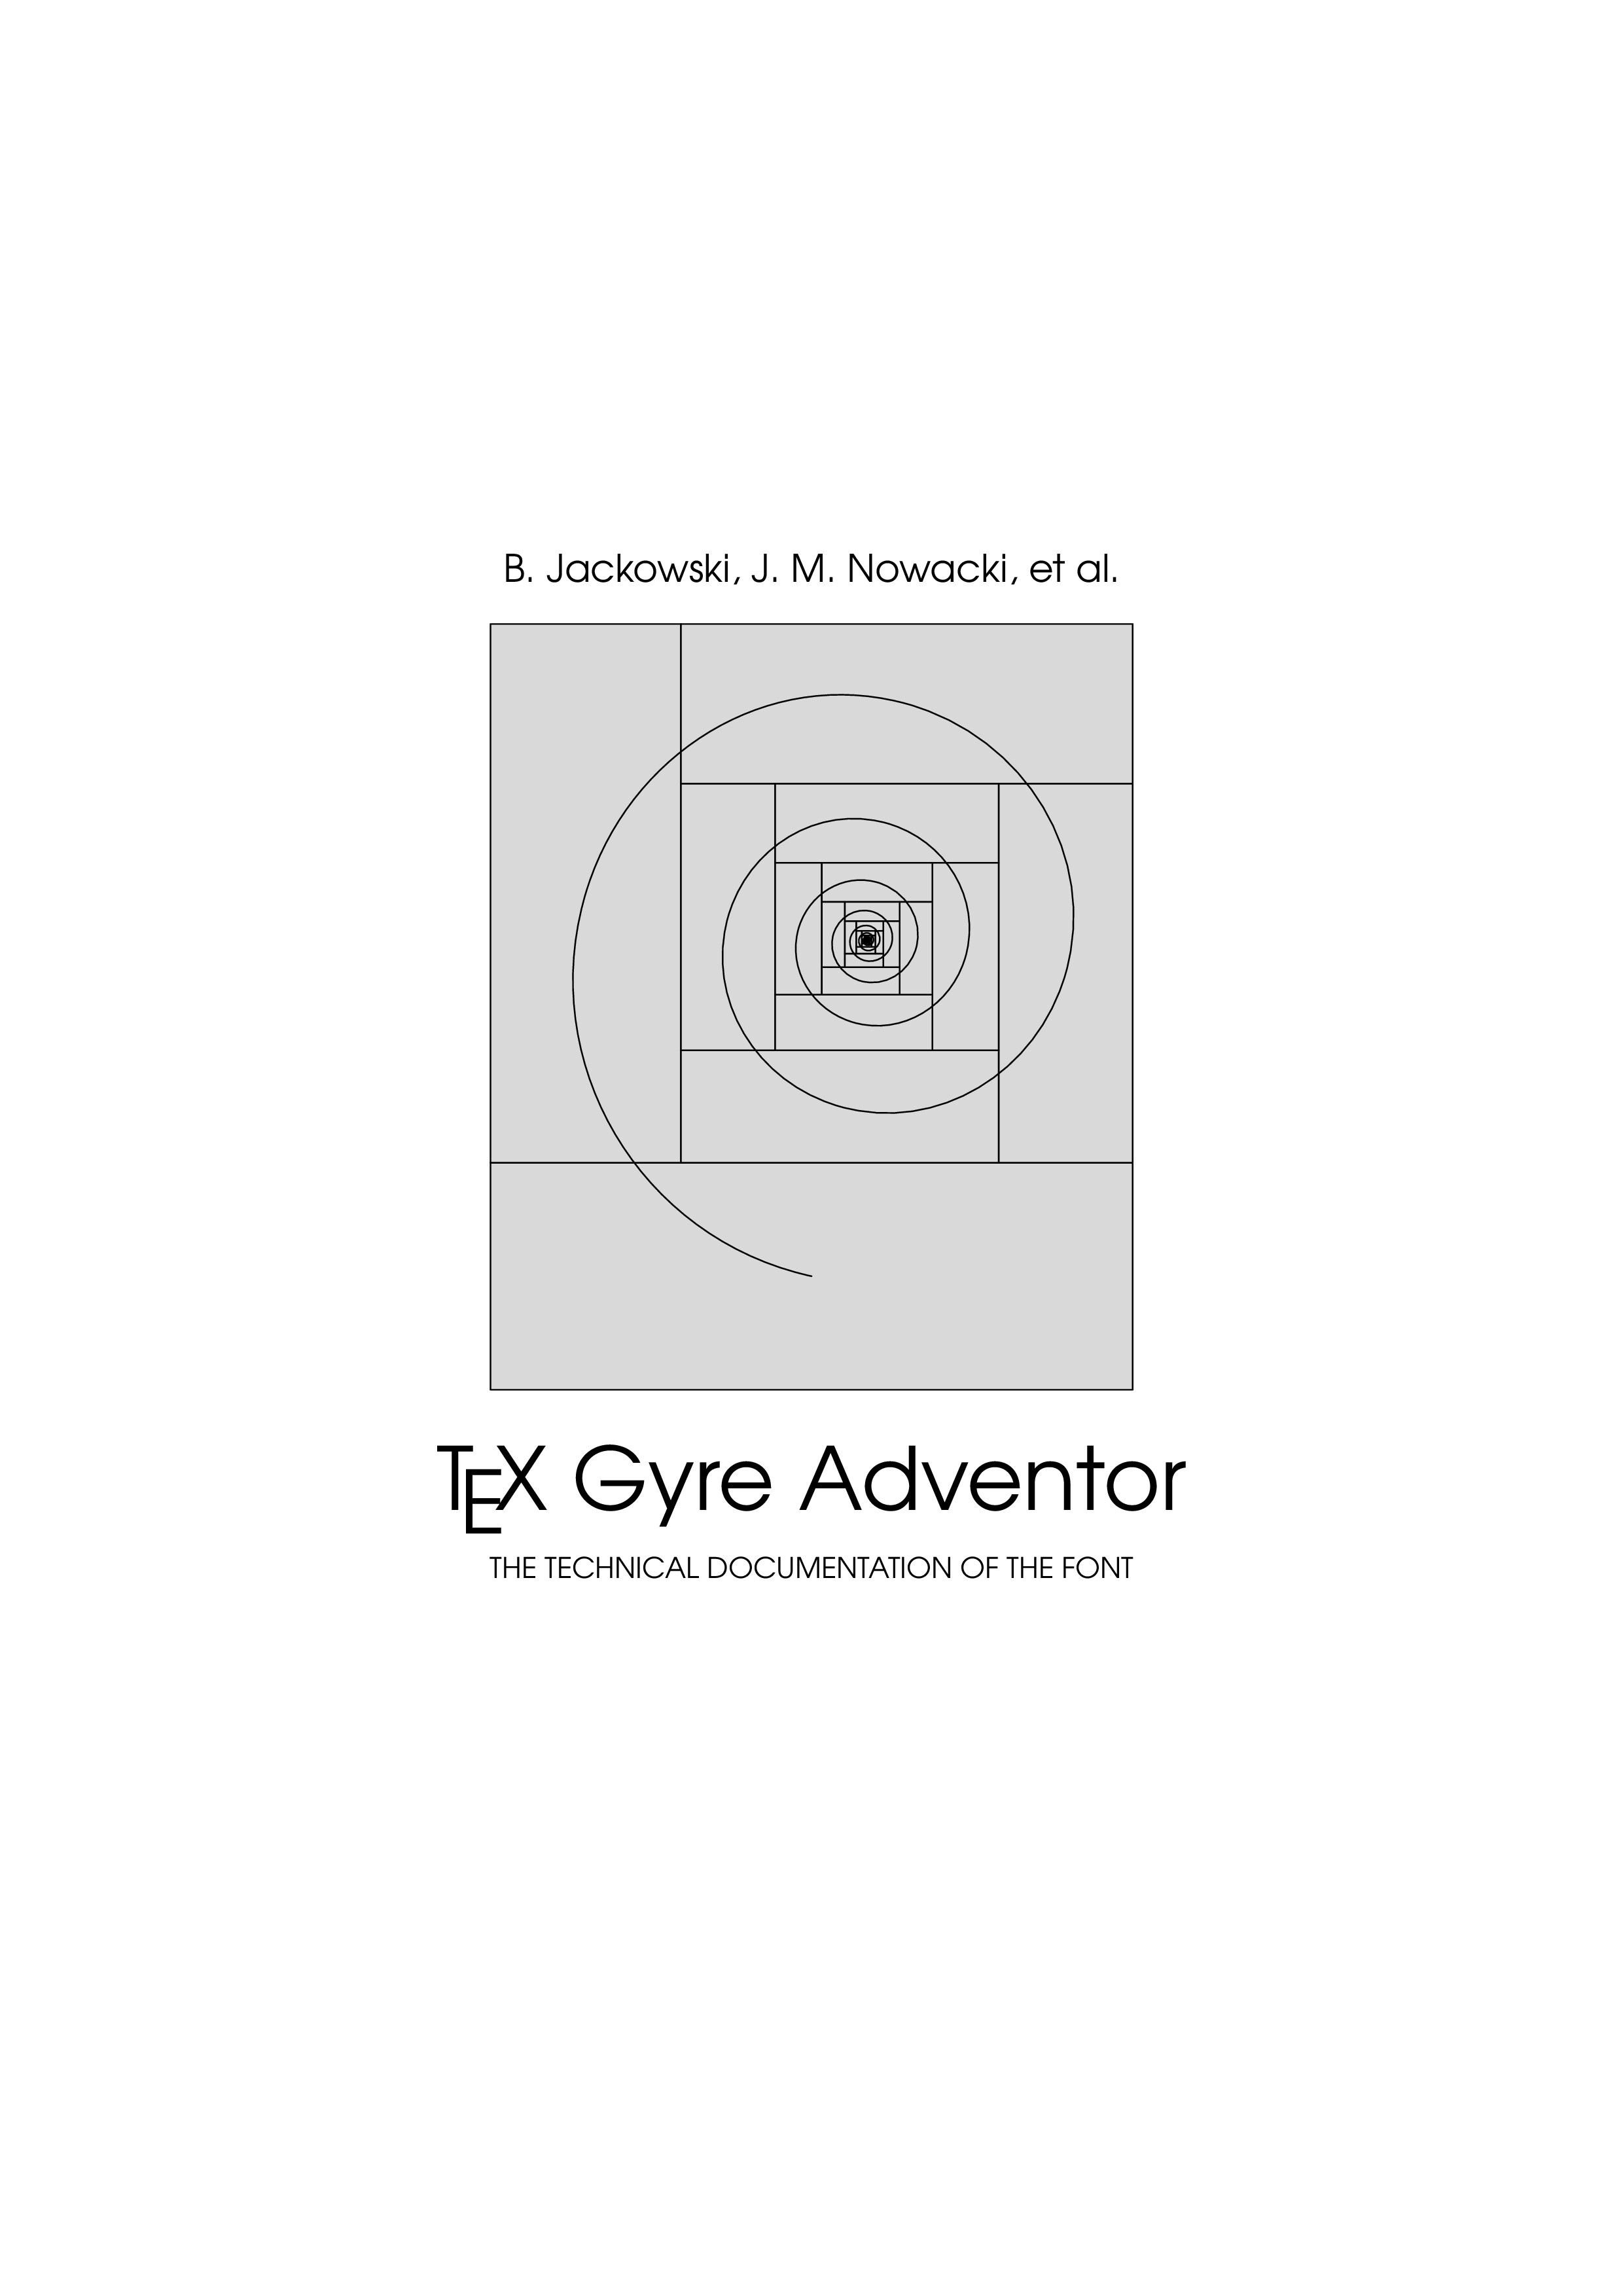 B. Jackowski, J. M. Nowacki, et al.
TEX Gyre Adventor
THE TECHNICAL DOCUMENTATION OF THE FONT